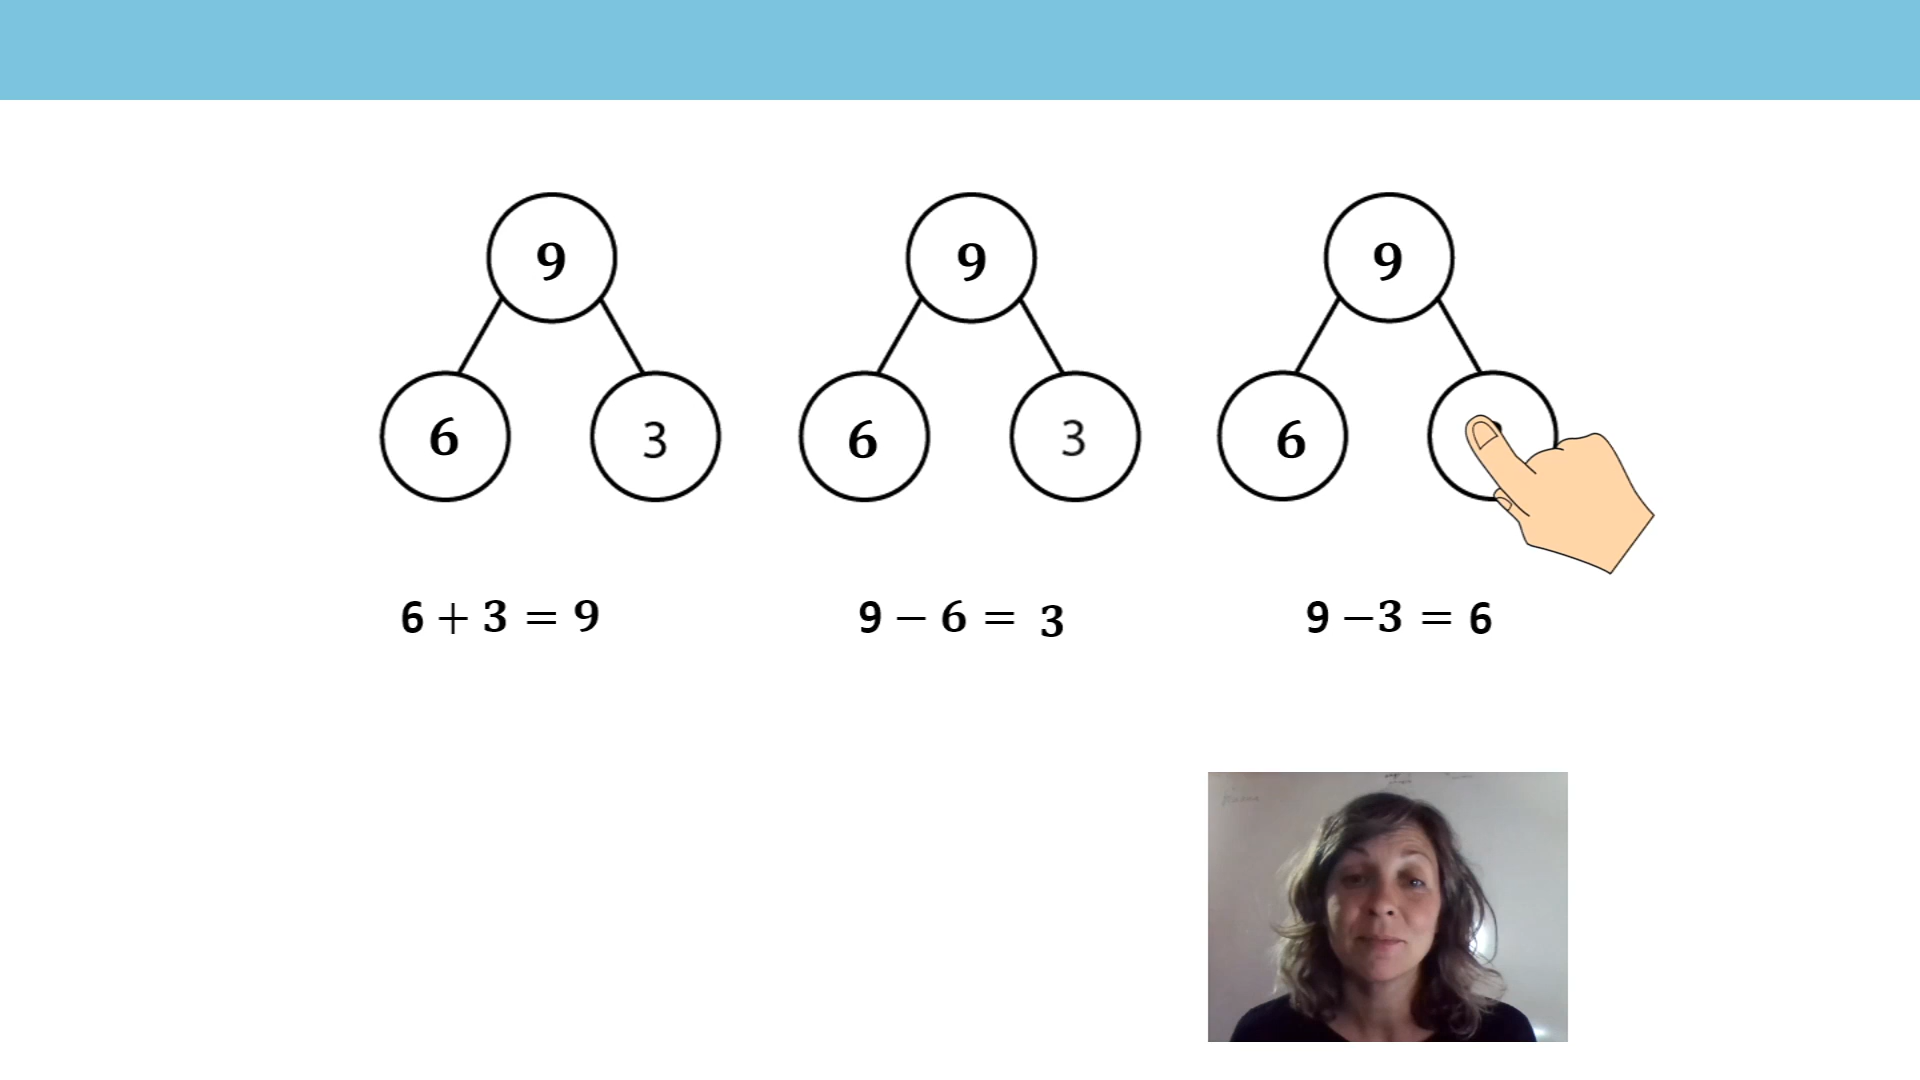 9 9 9
6 3 6 3 6
6 + 3 = 9 9 − 6 = 3 9 −3 = 6